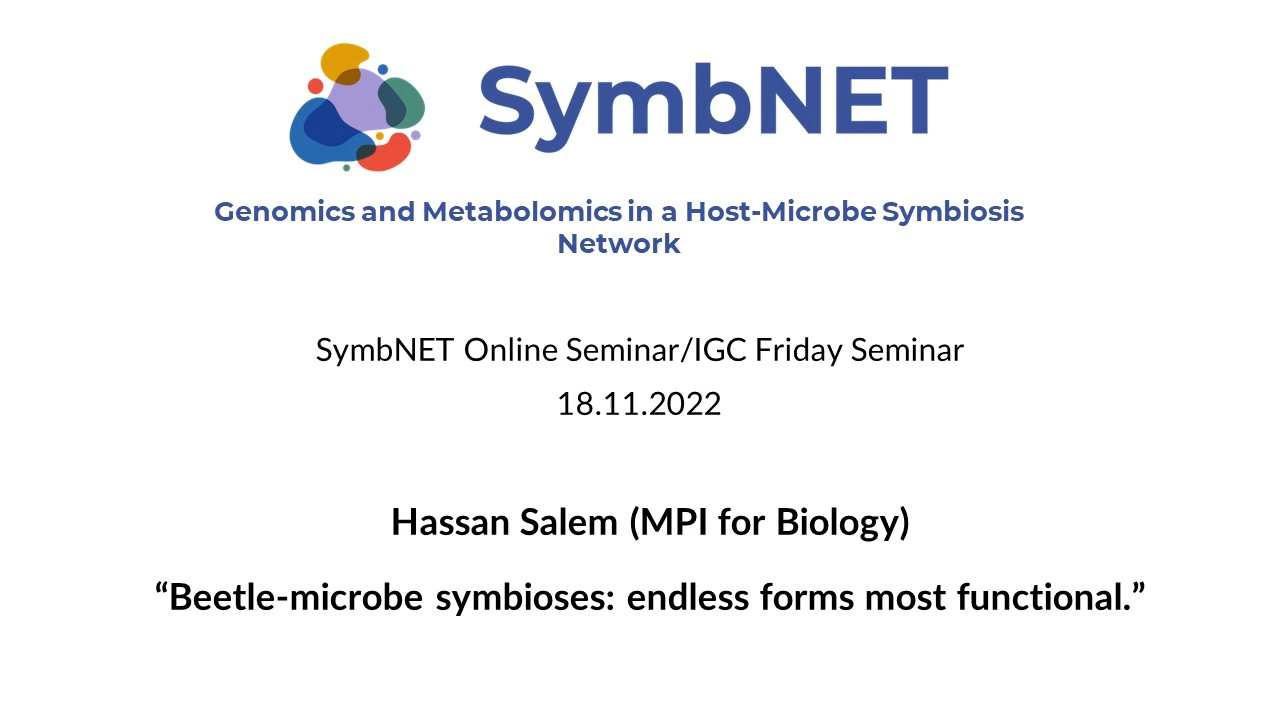 SymbNET
Genomics and Metabolomics in a Host-Microbe Symbiosis
Network
SymbNET Online Seminar/IGC Friday Seminar
18.11.2022
Hassan Salem (MPI for Biology)
“Beetle-microbe symbioses: endless forms most functional.”